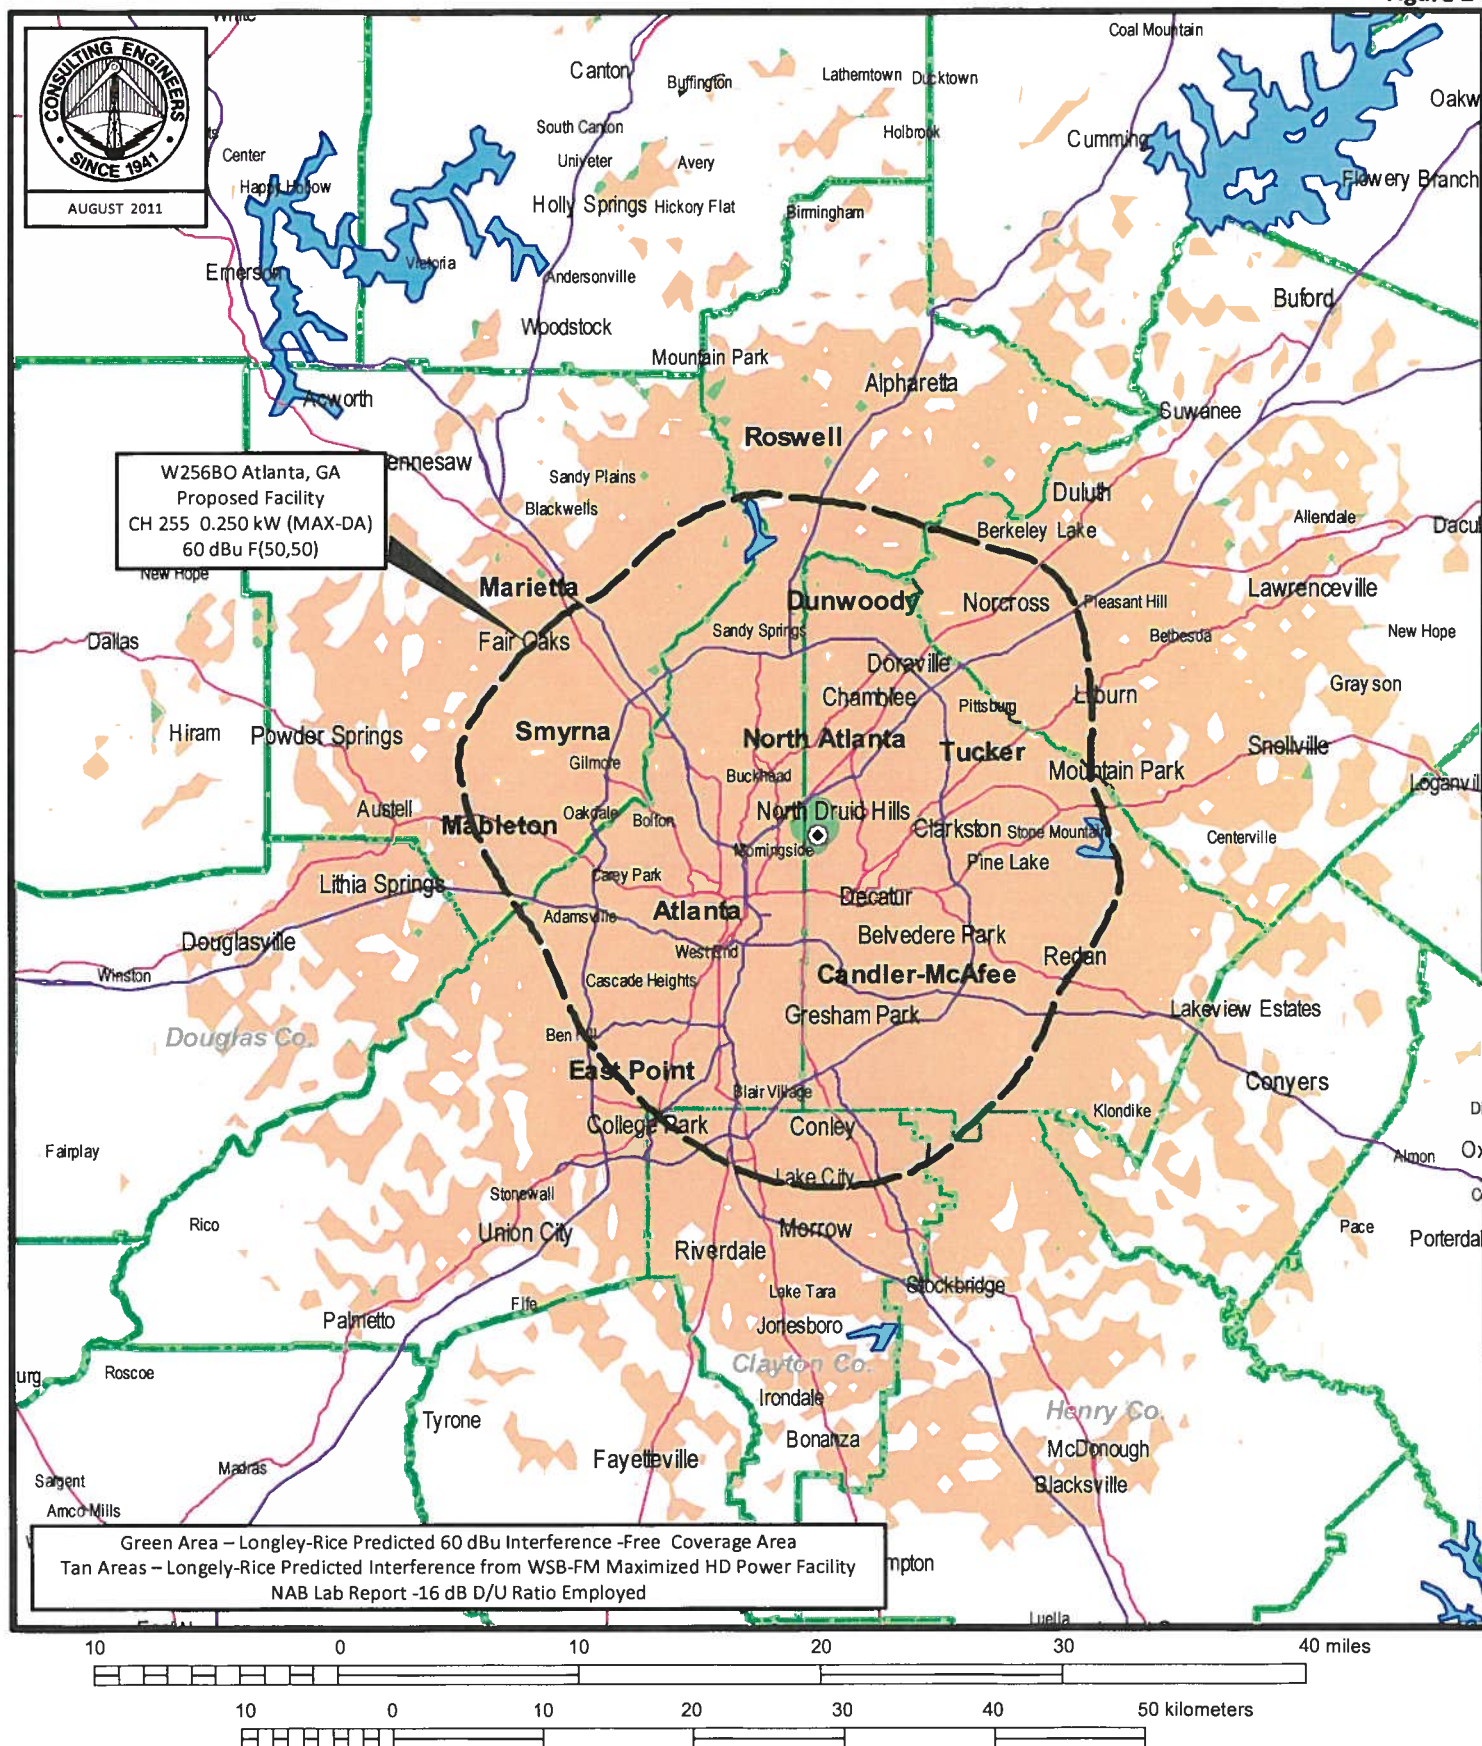 White
CONSULTING ENGINEERS
SINCE 1941
AUGUST 2011
Coal Mountain
Canton
Buffington
Lathemtown
Ducktown
Oakw
South Canton
Holbrook
Cumming
Center
Univeter
Avery
Happy Hollow
Flowery Branch
Holly Springs
Hickory Flat
Birmingham
Emerson
Victoria
Andersonville
Buford
Woodstock
Mountain Park
Alpharetta
Acworth
Suwanee
Roswell
ennesaw
Sandy Plains
Duluth
W256BO Atlanta, GA
Proposed Facility
CH 255 0.250 kW (MAX-DA)
60 dBu F(50,50)
Blackwells
Berkeley Lake
Allendale
Dacul
New Hope
Marietta
Dunwoody
Norcross
Pleasant Hill
Lawrenceville
Dallas
Fair Oaks
Sandy Springs
Bethesda
New Hope
Doraville
Chamblee
Pittsburg
Lilburn
Grayson
Hiram
Powder Springs
Smyrna
North Atlanta
Tucker
Snellville
Gilmore
Buckhead
Mountain Park
Loganvill
Austell
Mableton
Oakdale
Bolton
North Druid Hills
Clarkston
Stone Mountain
Centerville
Morningside
Pine Lake
Lithia Springs
Carey Park
Decatur
Atlanta
Adamsville
Douglasville
Belvedere Park
West End
Redan
Winston
Cascade Heights
Candler-McAfee
Gresham Park
Lakeview Estates
Douglas Co.
Ben Hill
East Point
Blair Village
Conyers
College Park
Conley
Klondike
Fairplay
Almon
Lake City
Stonewall
Rico
Union City
Morrow
Pace
Porterdal
Riverdale
Lake Tara
Stockbridge
Fife
Palmetto
Jonesboro
urg
Roscoe
Clayton Co.
Irondale
Henry Co.
Tyrone
Bonanza
McDonough
Fayetteville
Madras
Sargent
Blacksville
Amco Mills
Green Area – Longley-Rice Predicted 60 dBu Interference -Free Coverage Area
Tan Areas – Longely-Rice Predicted Interference from WSB-FM Maximized HD Power Facility
NAB Lab Report -16 dB D/U Ratio Employed
mpton
Luella
10 0 10 20 30 40 miles
10 0 10 20 30 40 50 kilometers